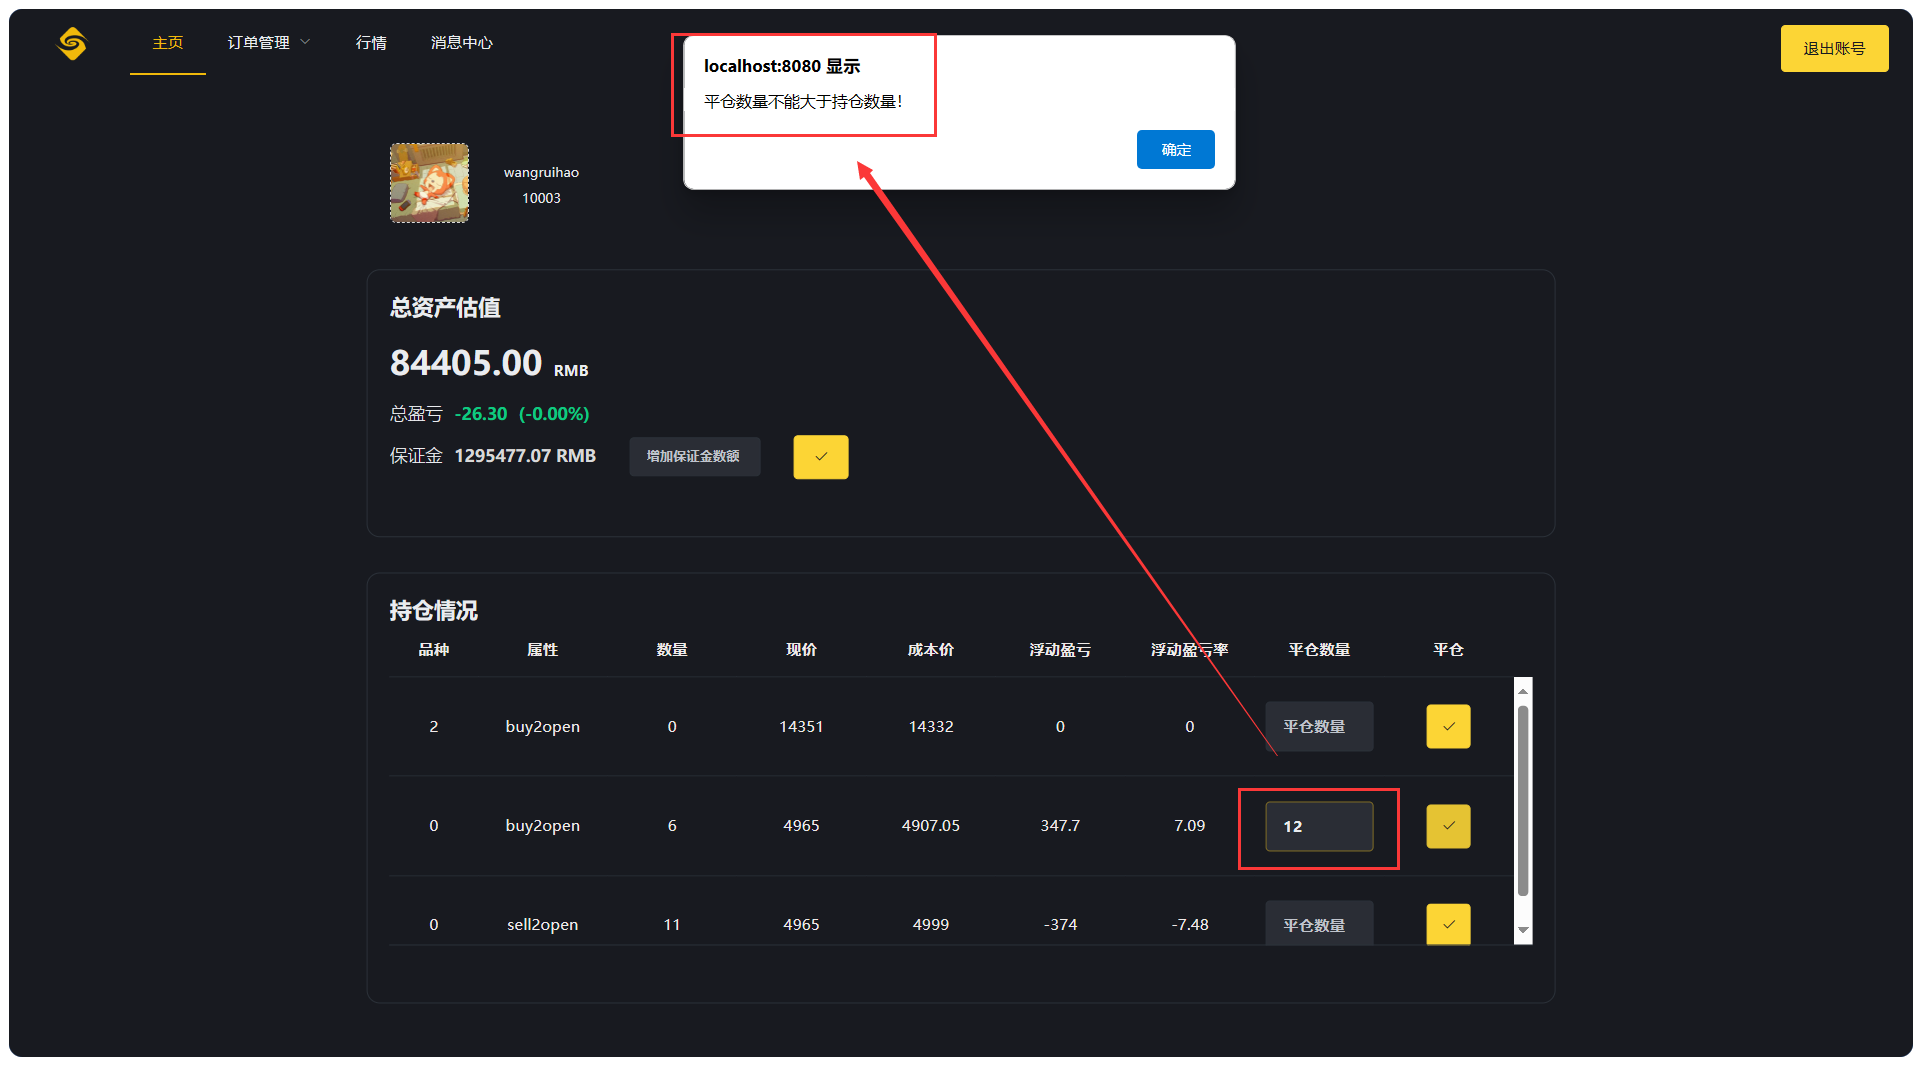 主页 订单管理 行情 消息中心 退出账号
localhost:8080 显示
平仓数量不能大于持仓数量!
确定
wangruihao
10003
总资产估值
84405.00 RMB
总盈亏 -26.30 (-0.00%)
保证金 1295477.07 RMB 增加保证金数额
持仓情况
品种 属性 数量 现价 成本价 浮动盈亏 浮动盈亏率 平仓数量 平仓
2 buy2open 0 14351 14332 0 0 平仓数量
0 buy2open 6 4965 4907.05 347.7 7.09 12
0 sell2open 11 4965 4999 -374 -7.48 平仓数量